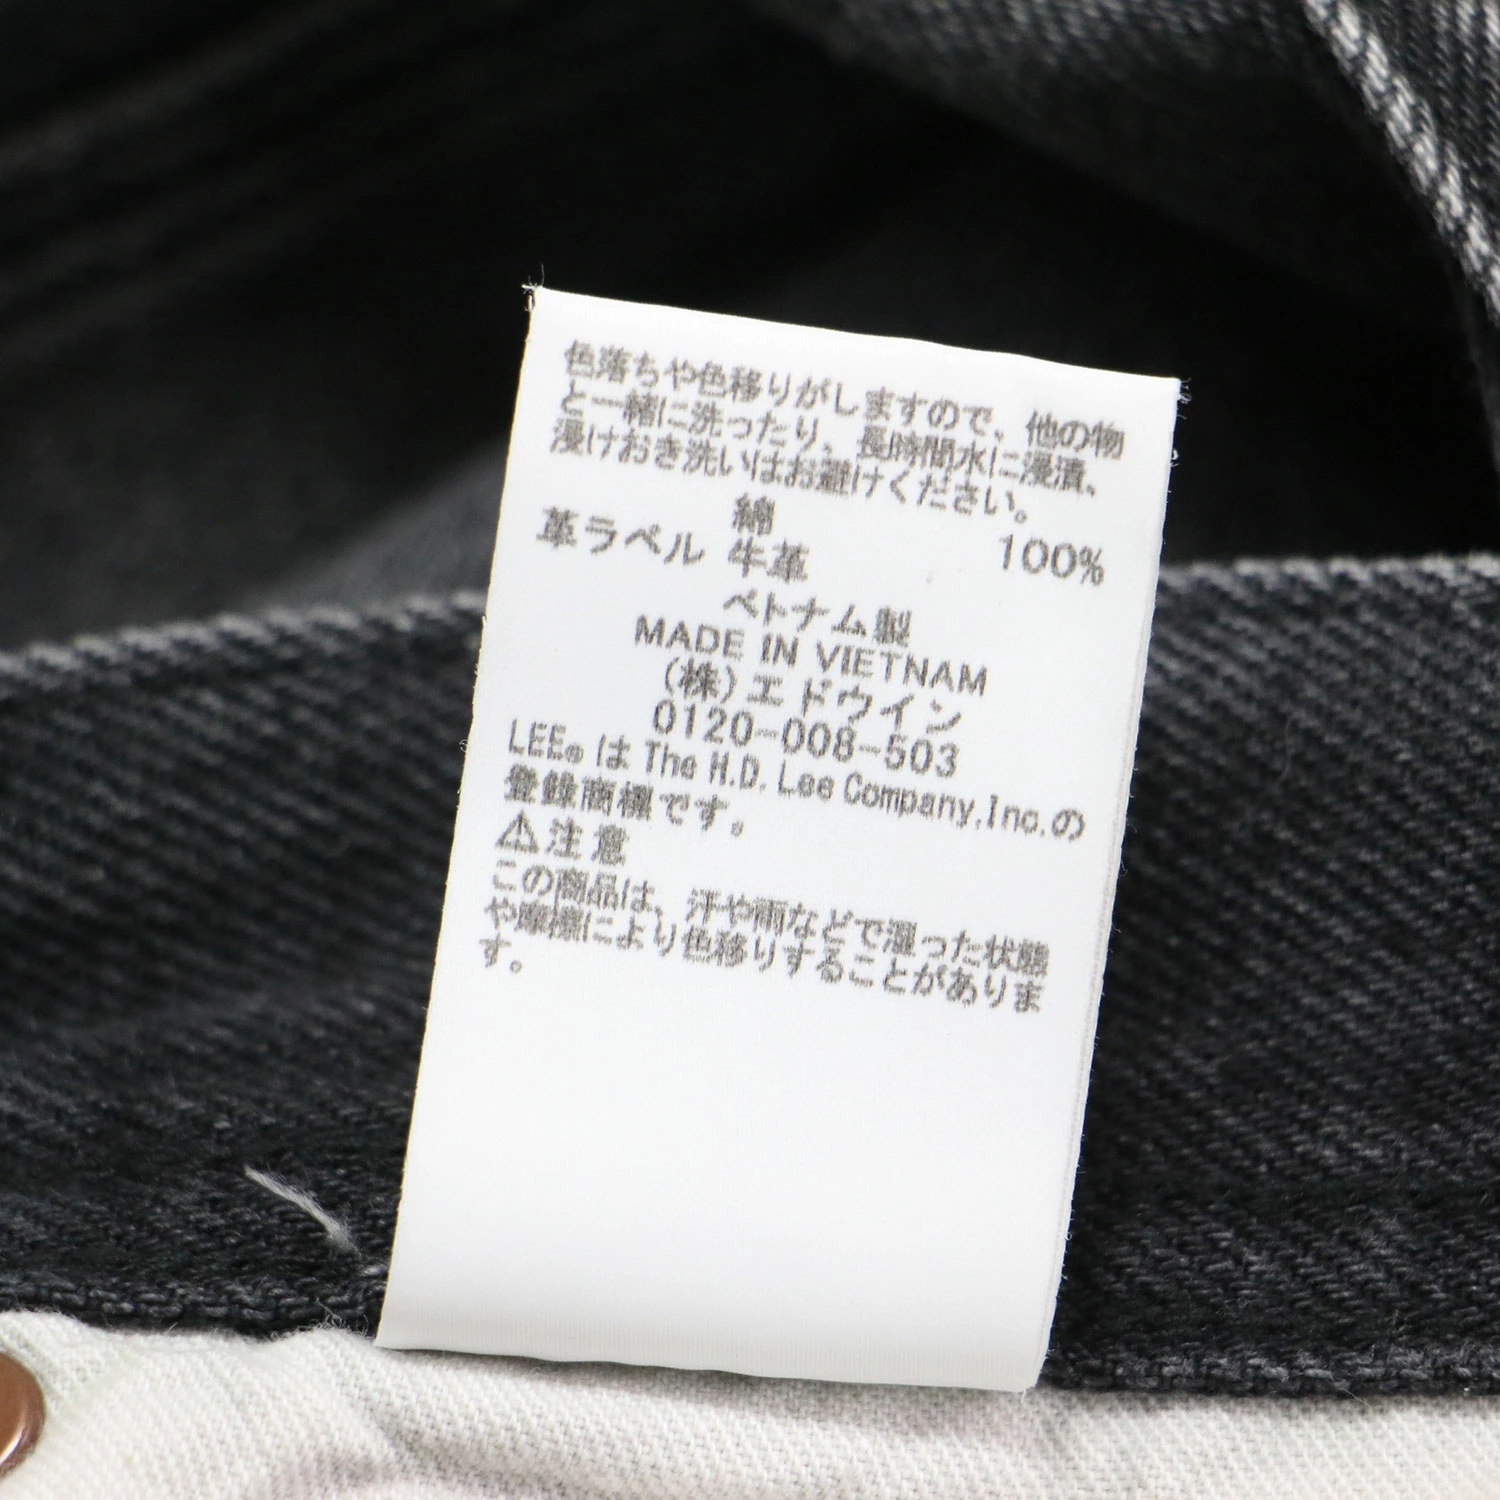 色落ちや色移りがしますので、他の物
と一緒に洗ったり、長時間水に浸漬、
浸けおき洗いはお避けください。
綿 100%
革ラベル 牛革
ベトナム製
MADE IN VIETNAM
(株)エドウイン
0120-008-503
LEE® は The H.D. Lee Company,Inc.の
登録商標です。
⚠注意
この商品は、汗や雨などで湿った状態
や摩擦により色移りすることがありま
す。